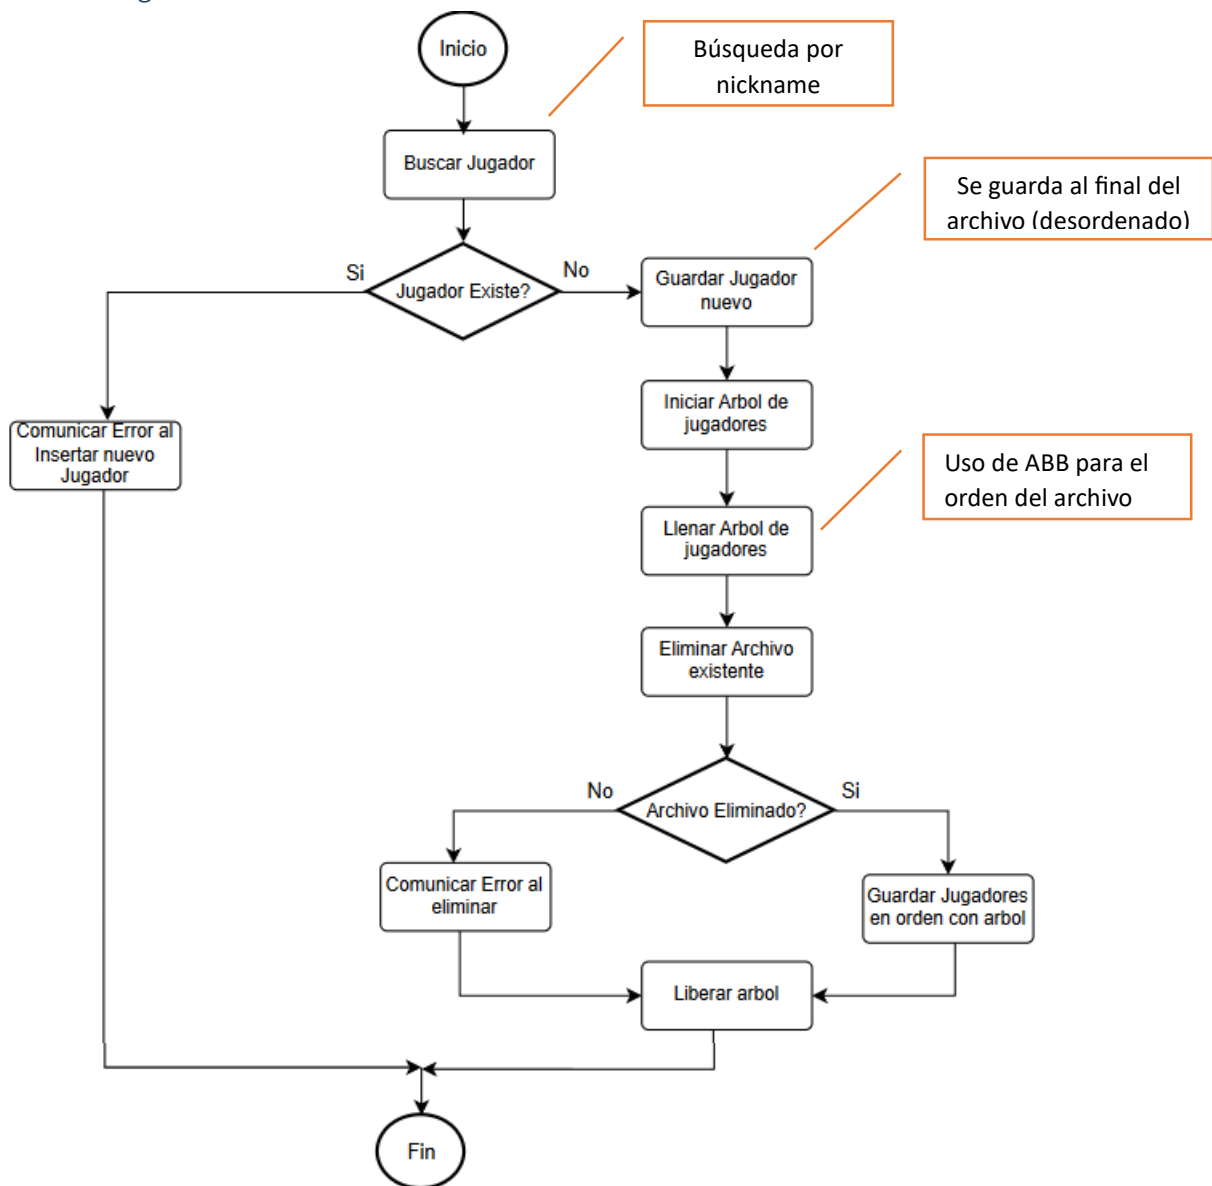 Inicio
Búsqueda por
nickname
Buscar Jugador
Se guarda al final del
archivo (desordenado)
Si
No
Jugador Existe?
Guardar Jugador
nuevo
Iniciar Arbol de
jugadores
Comunicar Error al
Insertar nuevo
Jugador
Uso de ABB para el
orden del archivo
Llenar Arbol de
jugadores
Eliminar Archivo
existente
No
Si
Archivo Eliminado?
Comunicar Error al
eliminar
Guardar Jugadores
en orden con arbol
Liberar arbol
Fin